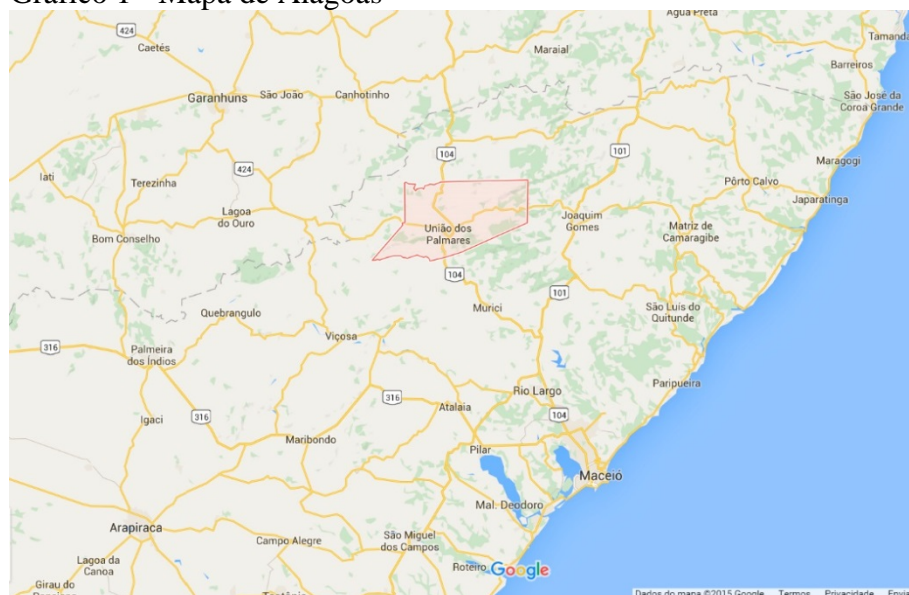 Gráfico 1 - Mapa de Alagoas
424
Caetés
Água Preta
Tamanda
Maraial
Barreiros
Garanhuns
São João
Canhotinho
São José da
Coroa Grande
104
101
424
Maragogi
Iati
Terezinha
Pôrto Calvo
Japaratinga
Lagoa
do Ouro
Joaquim
Gomes
União dos
Palmares
Matriz de
Camaragibe
Bom Conselho
104
101
Quebrangulo
Murici
São Luís do
Quitunde
Viçosa
316
Palmeira
dos Índios
Paripueira
Rio Largo
316
Atalaia
104
Igaci
316
Maribondo
Pilar
Maceió
Mal. Deodoro
Arapiraca
Campo Alegre
São Miguel
dos Campos
Lagoa da
Canoa
Roteiro
Google
Girau do
Dados do mapa ©2015 Google Termos Privacidade Envia